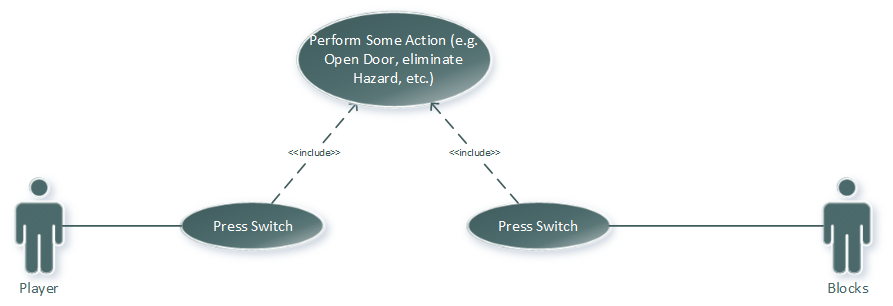 Perform Some Action (e.g.
Open Door, eliminate
Hazard, etc.)
<<include>>
<<include>>
Press Switch
Press Switch
Player
Blocks